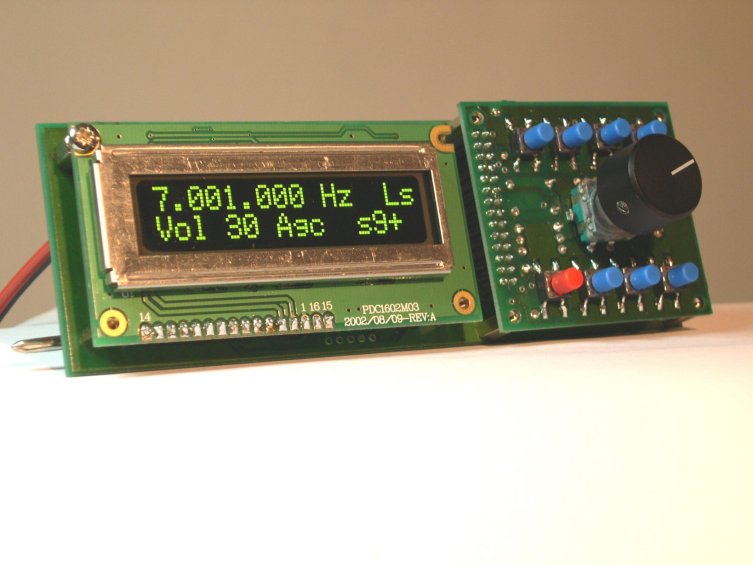 7.001.000 Hz Ls
Vol 30 Agc s9+
14 1 16 15
PDC1602M03
2002/08/09-REV:A